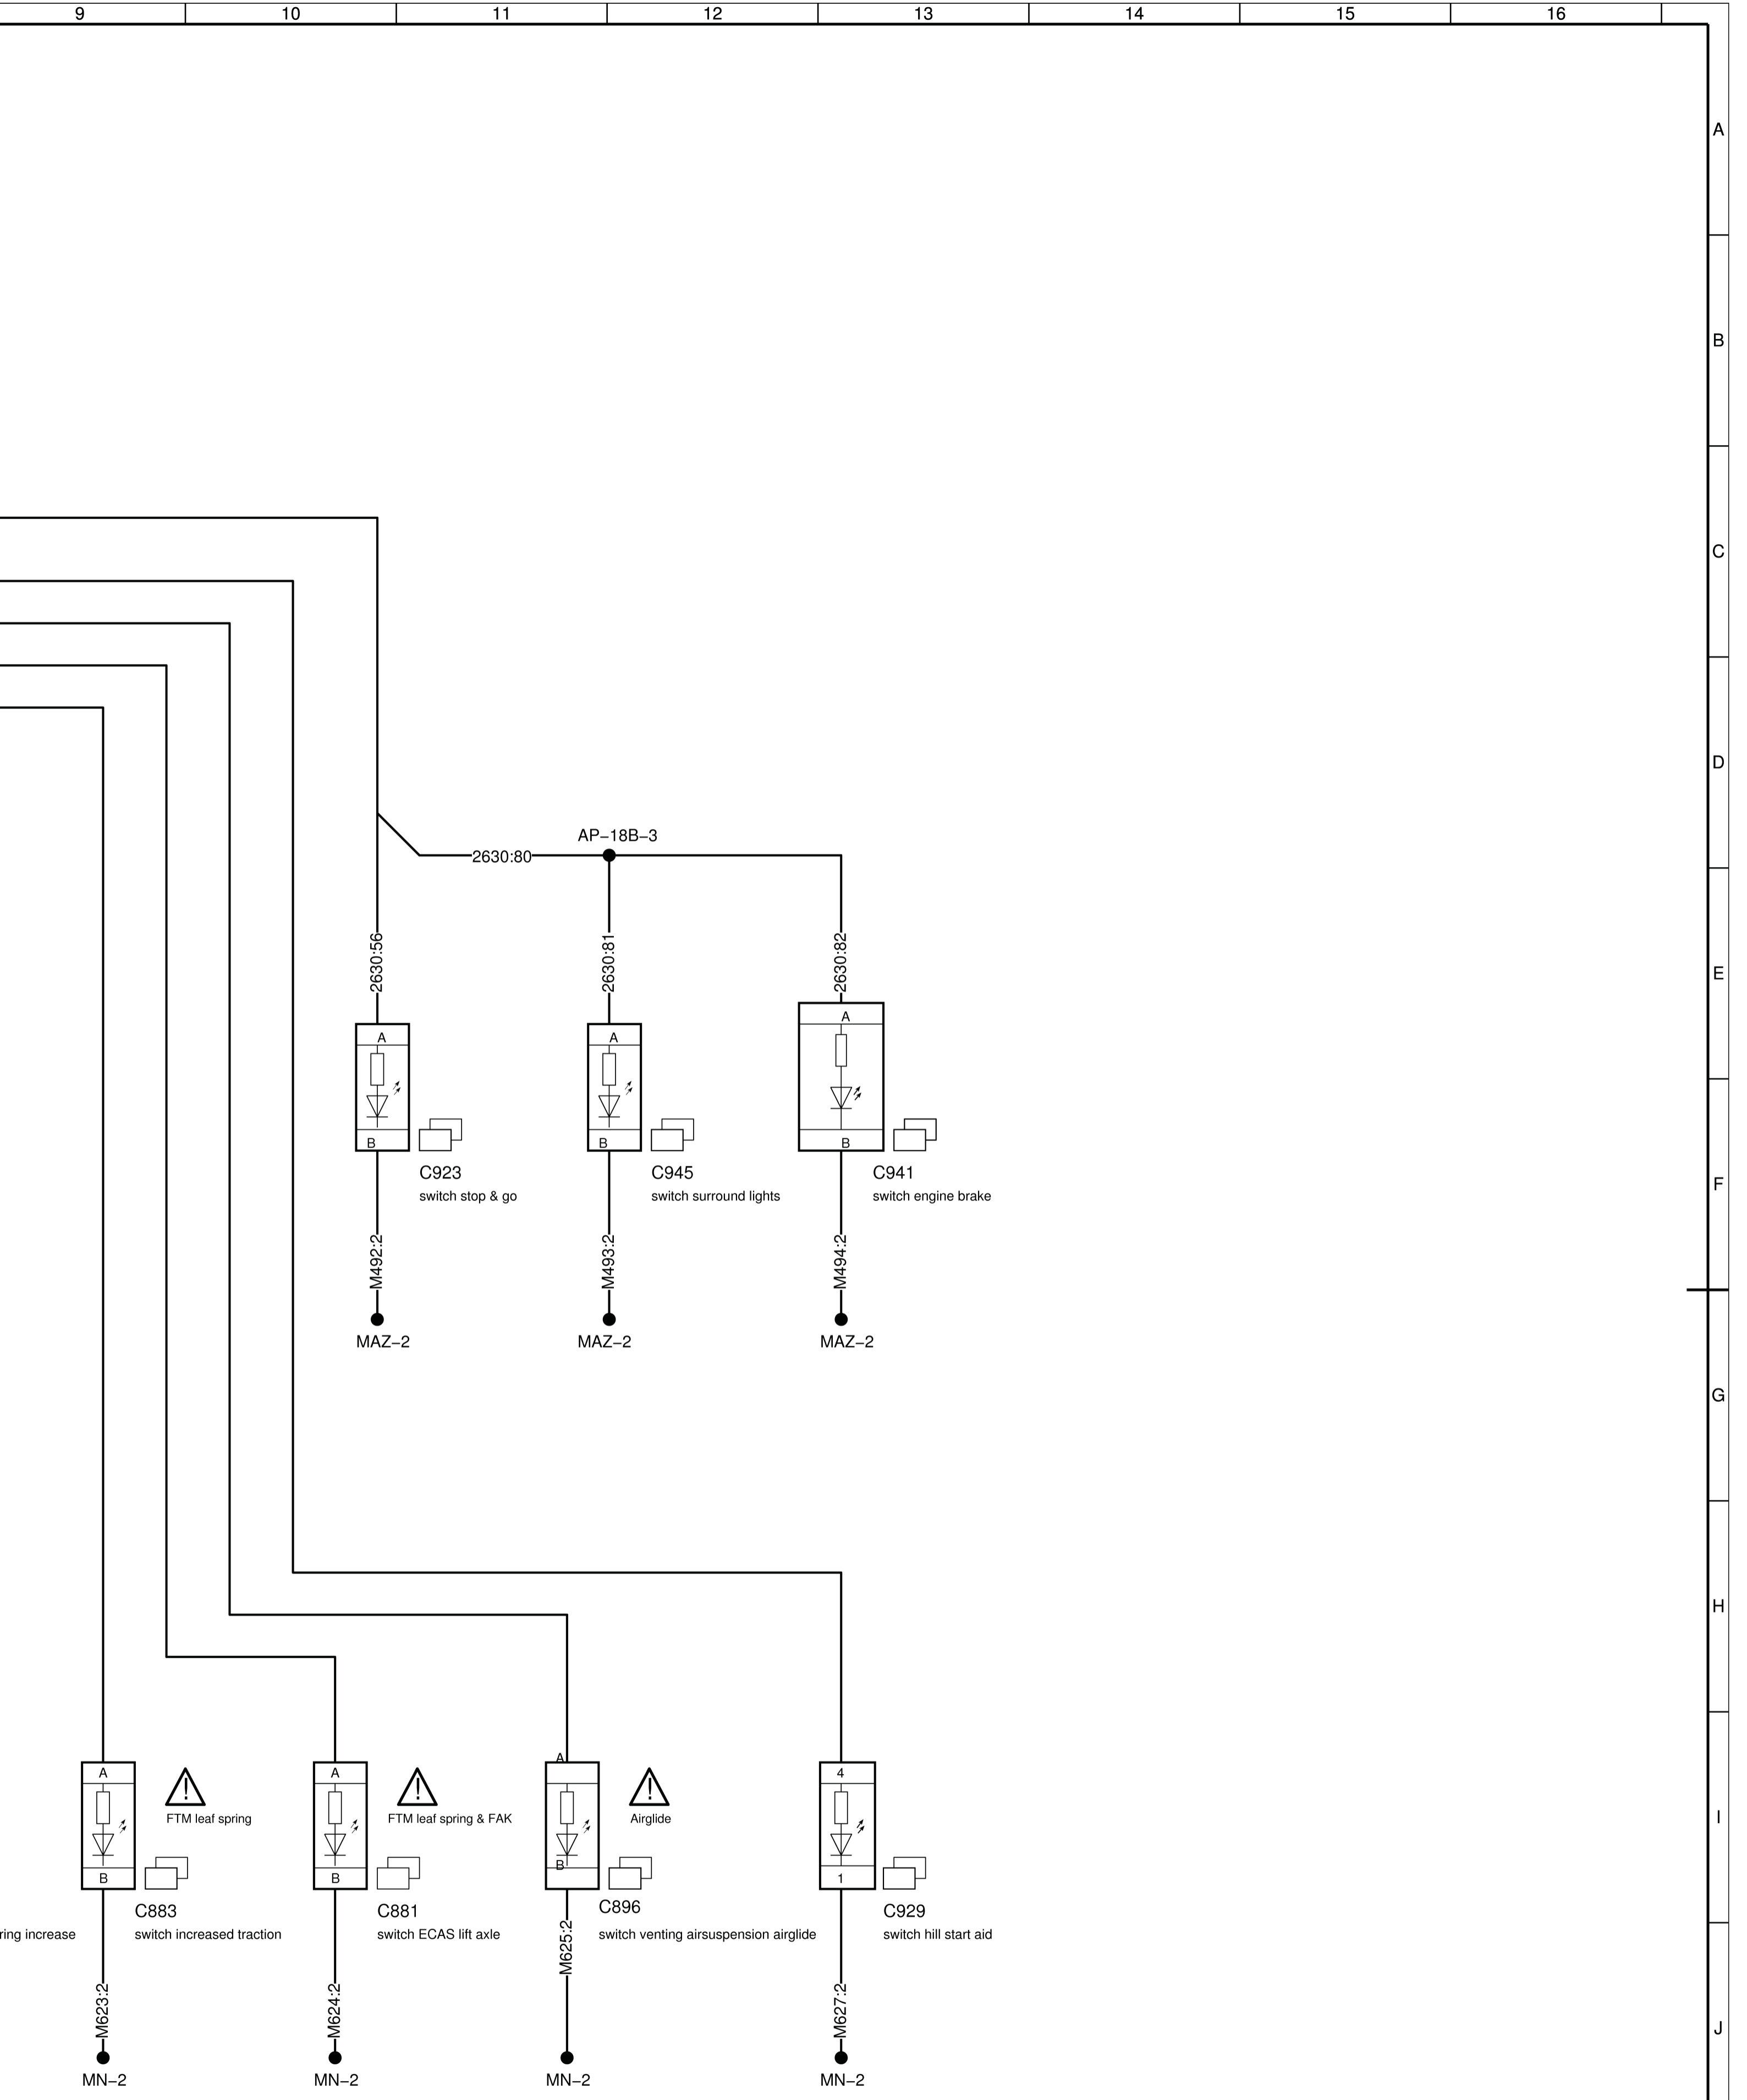 9 10 11 12 13 14 15 16
A
B
C
D
AP−18B−3
2630:80
2630:56 2630:81 2630:82
E
A A A
B B B
C923 C945 C941
F
switch stop & go switch surround lights switch engine brake
M492:2 M493:2 M494:2
MAZ−2 MAZ−2 MAZ−2
G
H
A A A 4
FTM leaf spring FTM leaf spring & FAK Airglide
I
B B B 1
C883 C881 C896 C929
ring increase switch increased traction switch ECAS lift axle switch venting airsuspension airglide switch hill start aid
M623:2 M624:2 M625:2 M627:2
J
MN−2 MN−2 MN−2 MN−2